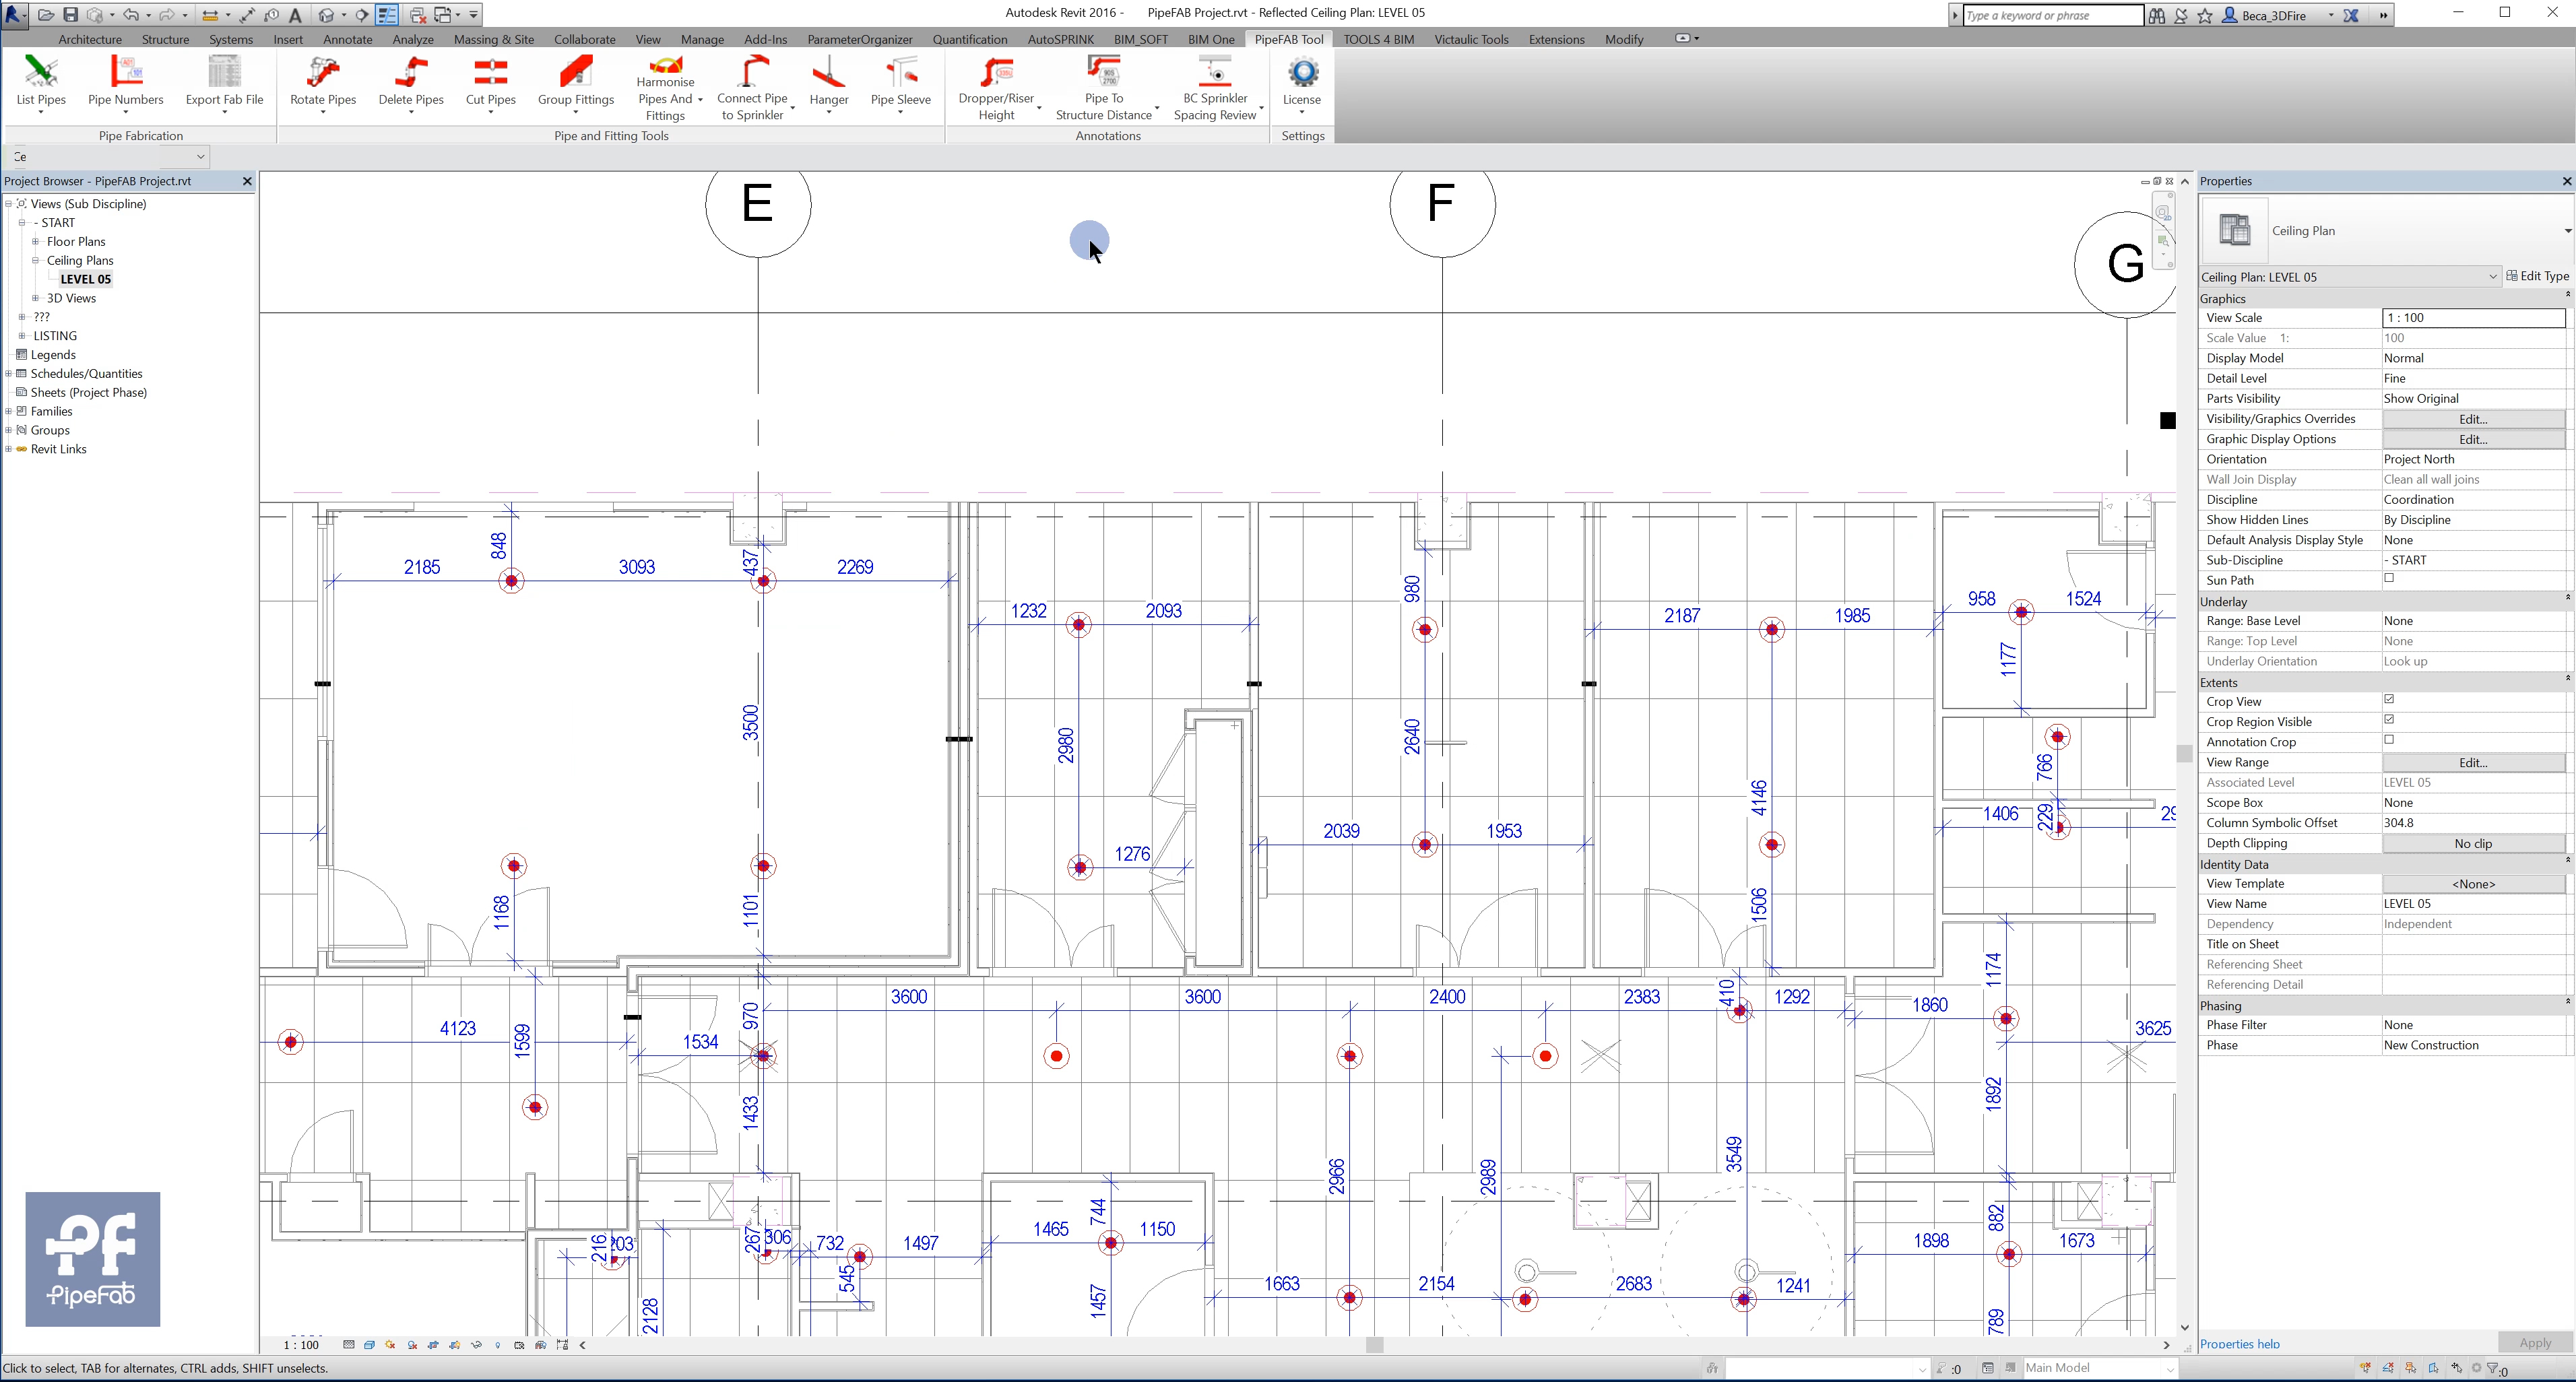 Autodesk Revit 2016 - PipeFAB Project.rvt - Reflected Ceiling Plan: LEVEL 05
Type a keyword or phrase
Beca_3DFire
Architecture Structure Systems Insert Annotate Analyze Massing & Site Collaborate View Manage Add-Ins ParameterOrganizer Quantification AutoSPRINK BIM_SOFT BIM One PipeFAB Tool TOOLS 4 BIM Victaulic Tools Extensions Modify
List Pipes
Pipe Numbers
Export Fab File
Rotate Pipes
Delete Pipes
Cut Pipes
Group Fittings
Harmonise
Pipes And
Fittings
Connect Pipe
to Sprinkler
Hanger
Pipe Sleeve
Dropper/Riser
Height
Pipe To
Structure Distance
BC Sprinkler
Spacing Review
License
Pipe Fabrication
Pipe and Fitting Tools
Annotations
Settings
Project Browser - PipeFAB Project.rvt
Views (Sub Discipline)
- START
Floor Plans
Ceiling Plans
LEVEL 05
3D Views
???
LISTING
Legends
Schedules/Quantities
Sheets (Project Phase)
Families
Groups
Revit Links
E
F
G
848
2185
3093
437
2269
1232
2093
980
2187
1985
958
1524
1177
3500
2980
2640
4146
766
1406
229
2039
1953
1276
1168
1101
1506
1174
3600
3600
2400
2383
410
1292
1860
4123
1599
970
1534
3625
1433
1892
2966
2989
3549
744
1465
1150
882
267
306
732
1497
216
545
1898
1673
2128
1457
1663
2154
2683
1241
789
pf
PipeFab
Properties
Ceiling Plan
Ceiling Plan: LEVEL 05
Edit Type
Graphics
View Scale 1 : 100
Scale Value 1: 100
Display Model Normal
Detail Level Fine
Parts Visibility Show Original
Visibility/Graphics Overrides Edit...
Graphic Display Options Edit...
Orientation Project North
Wall Join Display Clean all wall joins
Discipline Coordination
Show Hidden Lines By Discipline
Default Analysis Display Style None
Sub-Discipline - START
Sun Path
Underlay
Range: Base Level None
Range: Top Level None
Underlay Orientation Look up
Extents
Crop View
Crop Region Visible
Annotation Crop
View Range Edit...
Associated Level LEVEL 05
Scope Box None
Column Symbolic Offset 304.8
Depth Clipping No clip
Identity Data
View Template <None>
View Name LEVEL 05
Dependency Independent
Title on Sheet
Referencing Sheet
Referencing Detail
Phasing
Phase Filter None
Phase New Construction
Properties help
Apply
1 : 100
Click to select, TAB for alternates, CTRL adds, SHIFT unselects.
:0
Main Model
:0